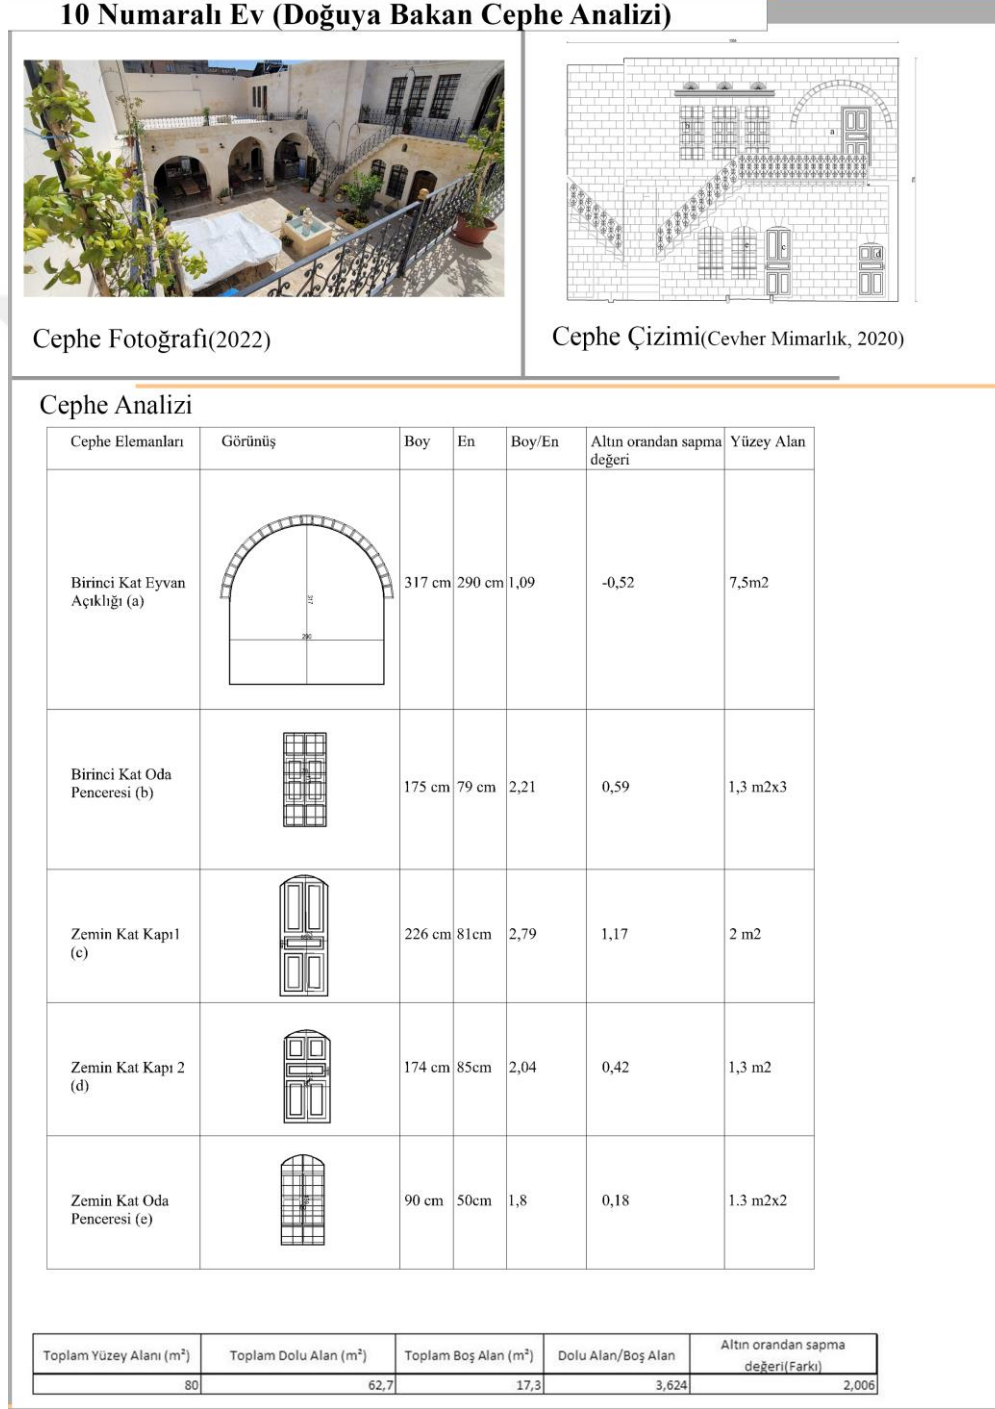 10 Numaralı Ev (Doğuya Bakan Cephe Analizi)
a
b
e
c
d
Cephe Fotoğrafı(2022)
Cephe Çizimi(Cevher Mimarlık, 2020)
Cephe Analizi
Cephe Elemanları Görünüş Boy En Boy/En Altın orandan sapma Yüzey Alan
değeri
Birinci Kat Eyvan 317 cm 290 cm 1,09 -0,52 7,5m2
Açıklığı (a)
317
290
Birinci Kat Oda
Penceresi (b) 175 cm 79 cm 2,21 0,59 1,3 m2x3
Zemin Kat Kapı1 226 cm 81cm 2,79 1,17 2 m2
(c)
Zemin Kat Kapı 2 174 cm 85cm 2,04 0,42 1,3 m2
(d)
Zemin Kat Oda 90 cm 50cm 1,8 0,18 1.3 m2x2
Penceresi (e)
Toplam Yüzey Alanı (m²) Toplam Dolu Alan (m²) Toplam Boş Alan (m²) Dolu Alan/Boş Alan Altın orandan sapma
değeri(Farkı)
80 62,7 17,3 3,624 2,006